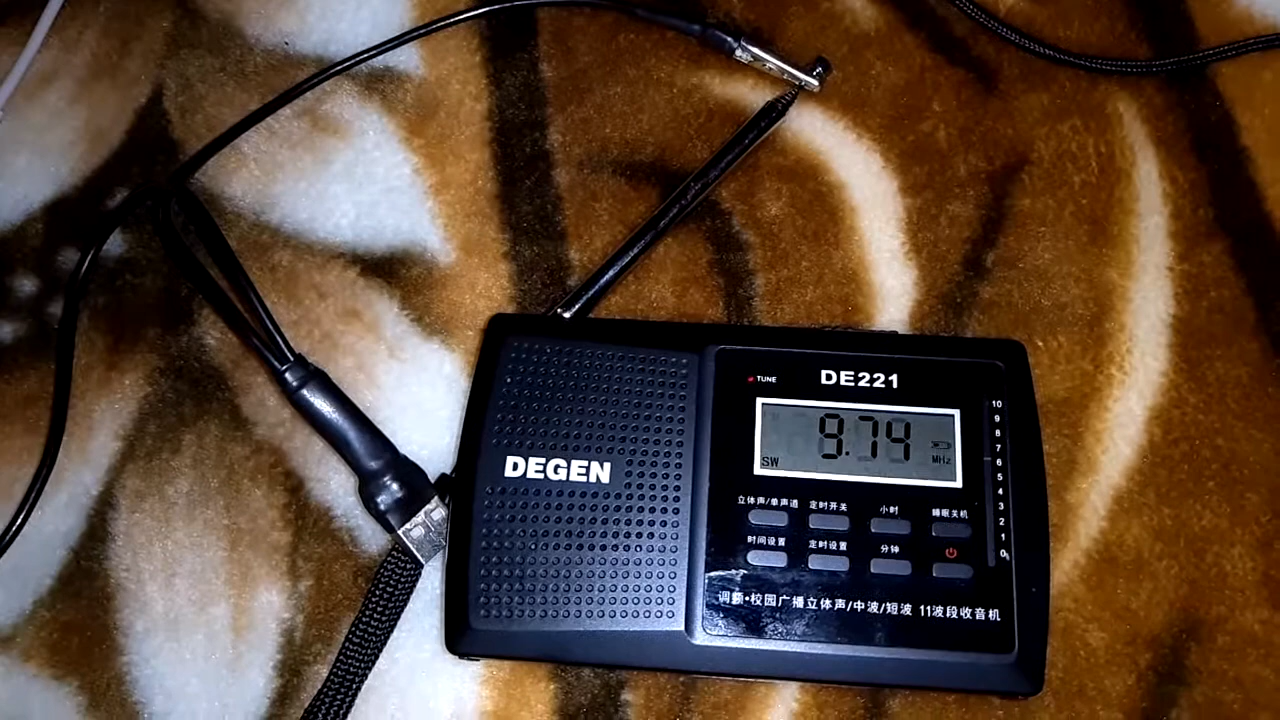 DE221
TUNE
9.74
SW
MHz
DEGEN
立体声/单声道
定时开关
小时
睡眠关机
时间设置
定时设置
分钟
调频•校园广播立体声/中波/短波 11波段收音机
10
9
8
7
6
5
4
3
2
1
0